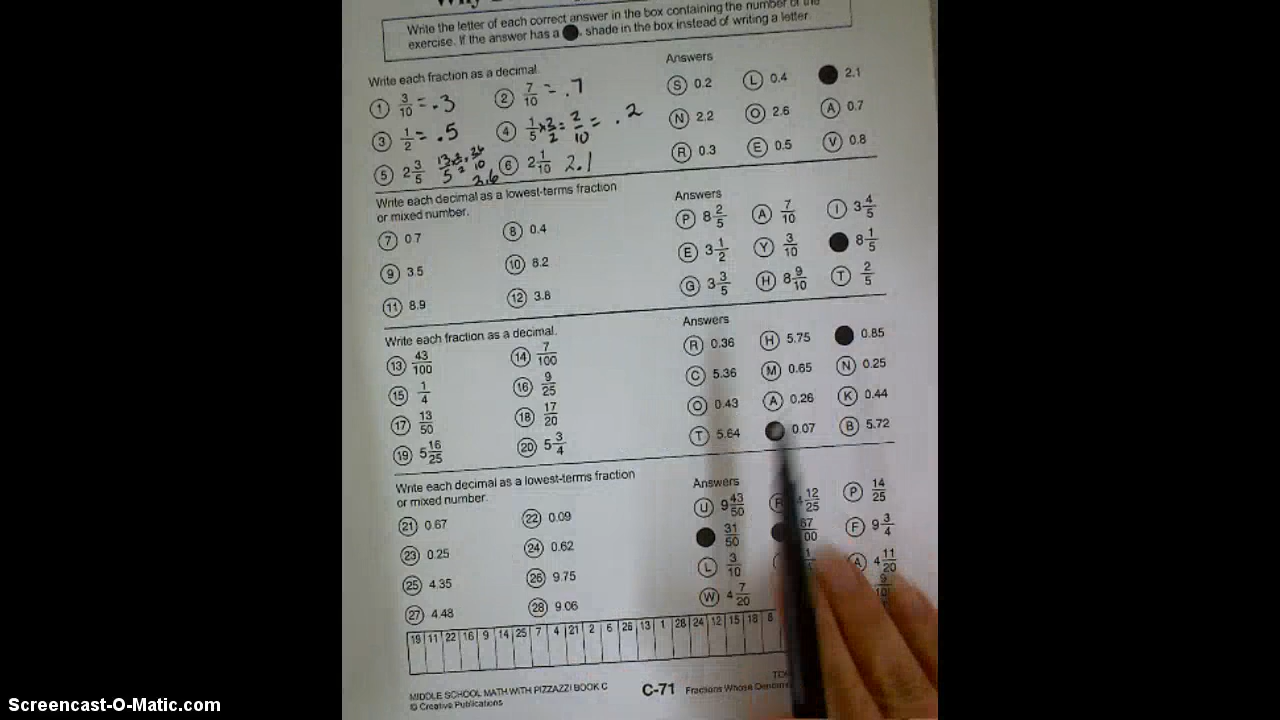 Write the letter of each correct answer in the box containing the number of the
exercise. If the answer has a ●, shade in the box instead of writing a letter.
Write each fraction as a decimal.
Answers
1 3/10 = .3
2 7/10 = .7
S 0.2
L 0.4
2.1
3 1/2 = .5
4 1/5 x 2/2 = 2/10 = .2
N 2.2
O 2.6
A 0.7
5 2 3/5
2.6
6 2 1/10 2.1
R 0.3
E 0.5
V 0.8
Write each decimal as a lowest-terms fraction
or mixed number.
Answers
7 0.7
8 0.4
P 8 2/5
A 7/10
I 3 4/5
9 3.5
10 8.2
E 3 1/2
Y 3/10
8 1/5
11 8.9
12 3.8
G 3 3/5
H 8 9/10
T 2/5
Write each fraction as a decimal.
Answers
13 43/100
14 7/100
R 0.36
H 5.75
0.85
15 1/4
16 9/25
C 5.36
M 0.65
N 0.25
17 13/50
18 17/20
O 0.43
A 0.26
K 0.44
19 5 16/25
20 5 3/4
T 5.64
0.07
B 5.72
Write each decimal as a lowest-terms fraction
or mixed number.
Answers
21 0.67
22 0.09
U 9 43/50
12/25
P 14/25
23 0.25
24 0.62
31/50
F 9 3/4
25 4.35
26 9.75
L 3/10
A 4 11/20
27 4.48
28 9.06
W 4 7/20
19 11 22 16 9 14 25 7 4 21 2 6 26 13 1 28 24 12 15 18 8
MIDDLE SCHOOL MATH WITH PIZZAZZ! BOOK C
© Creative Publications
C-71
Fractions Whose
Screencast-O-Matic.com